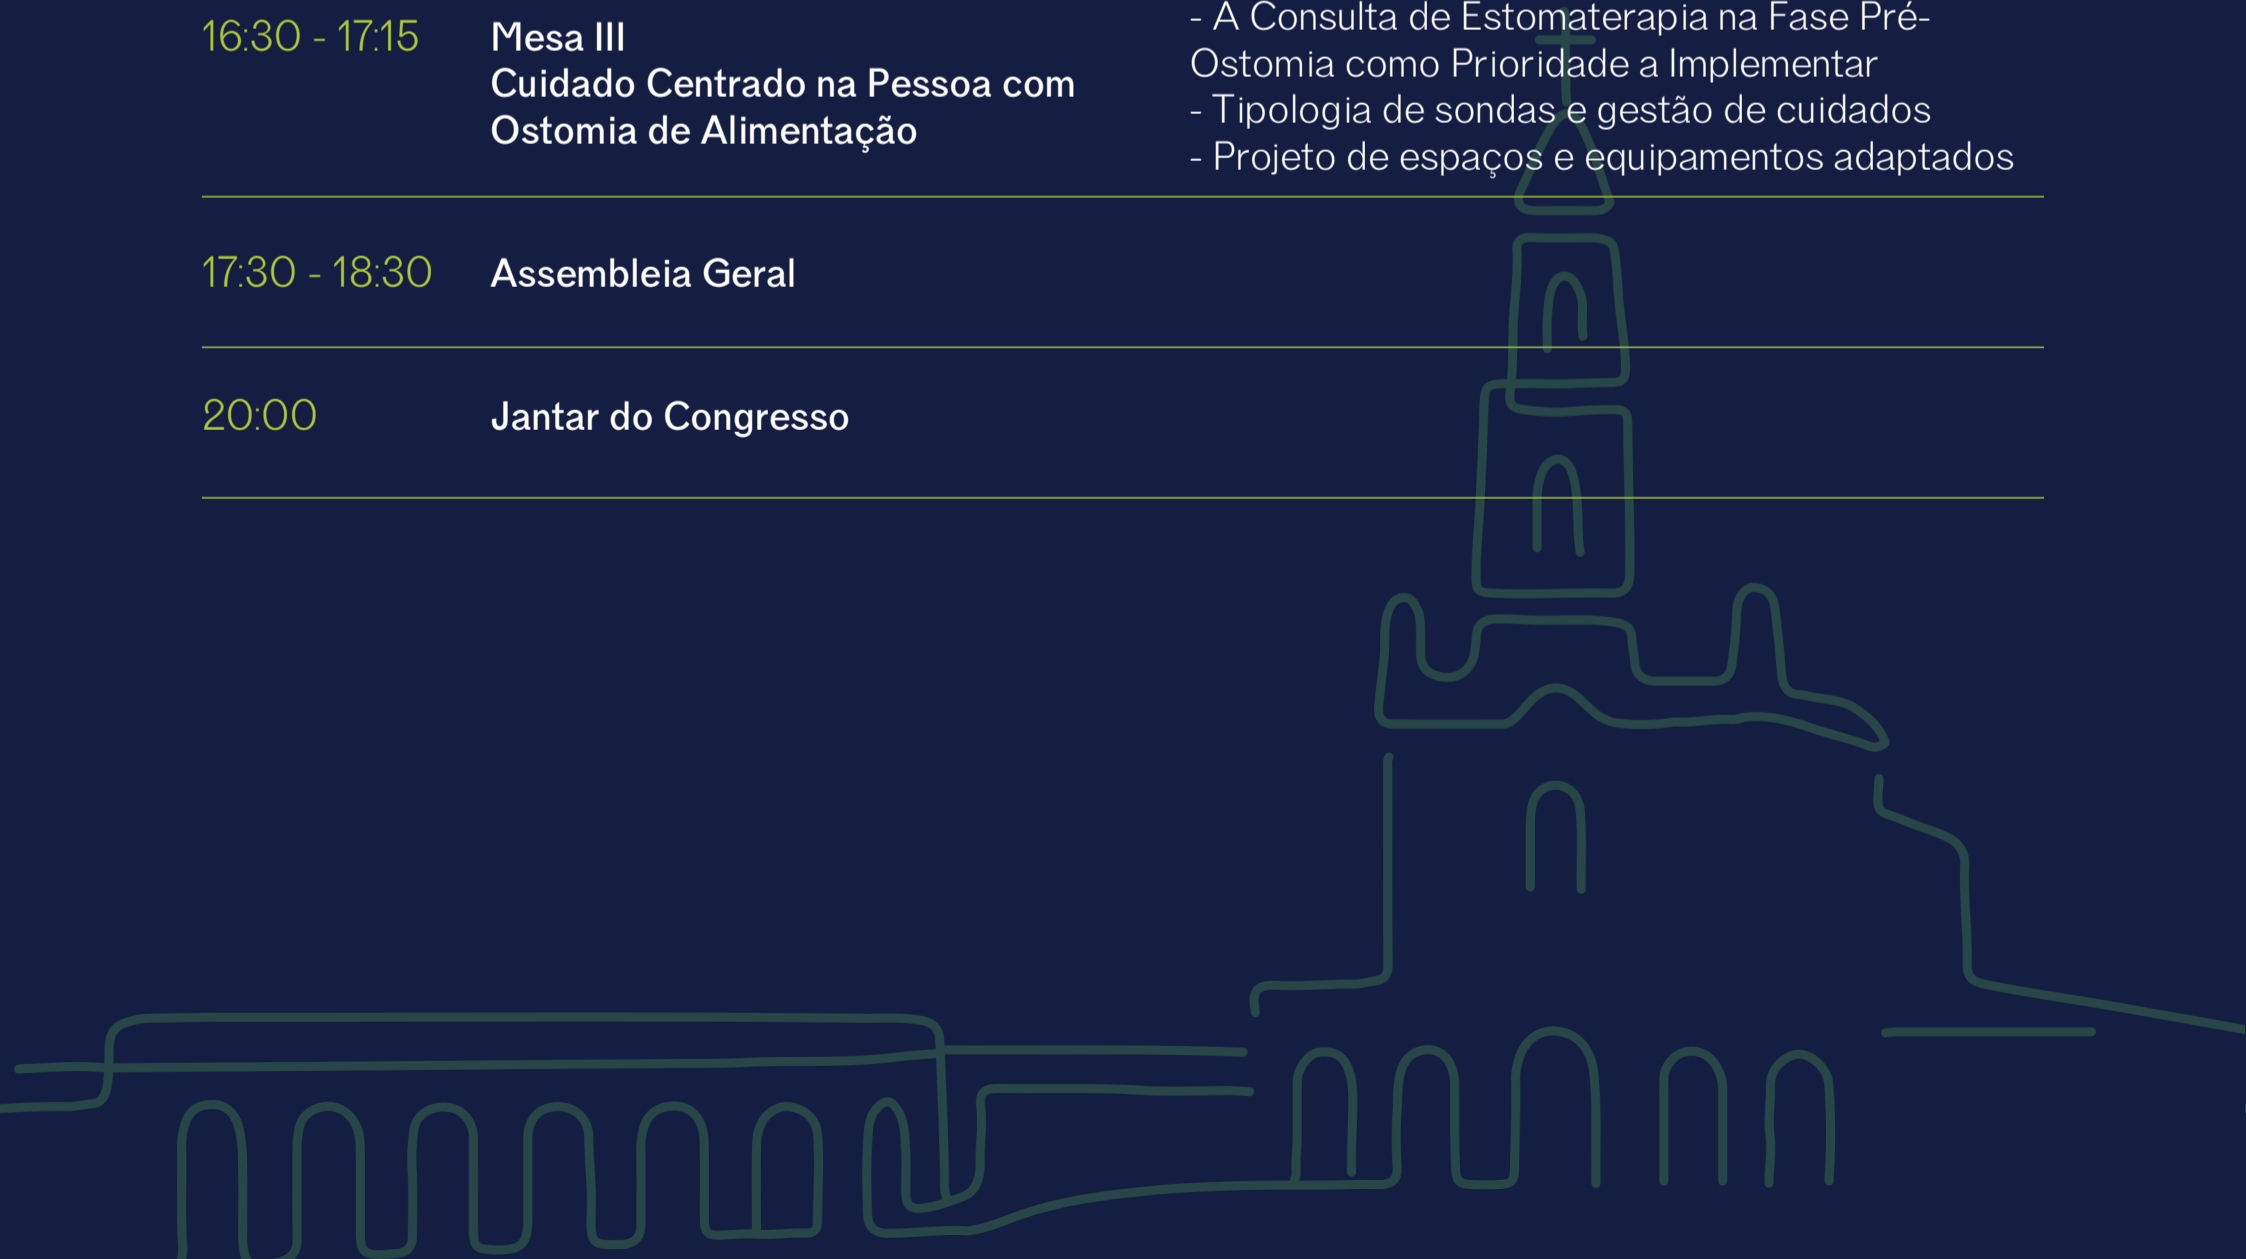 16:30 - 17:15
Mesa III
Cuidado Centrado na Pessoa com
Ostomia de Alimentação
- A Consulta de Estomaterapia na Fase Pré-
Ostomia como Prioridade a Implementar
- Tipologia de sondas e gestão de cuidados
- Projeto de espaços e equipamentos adaptados
17:30 - 18:30
Assembleia Geral
20:00
Jantar do Congresso